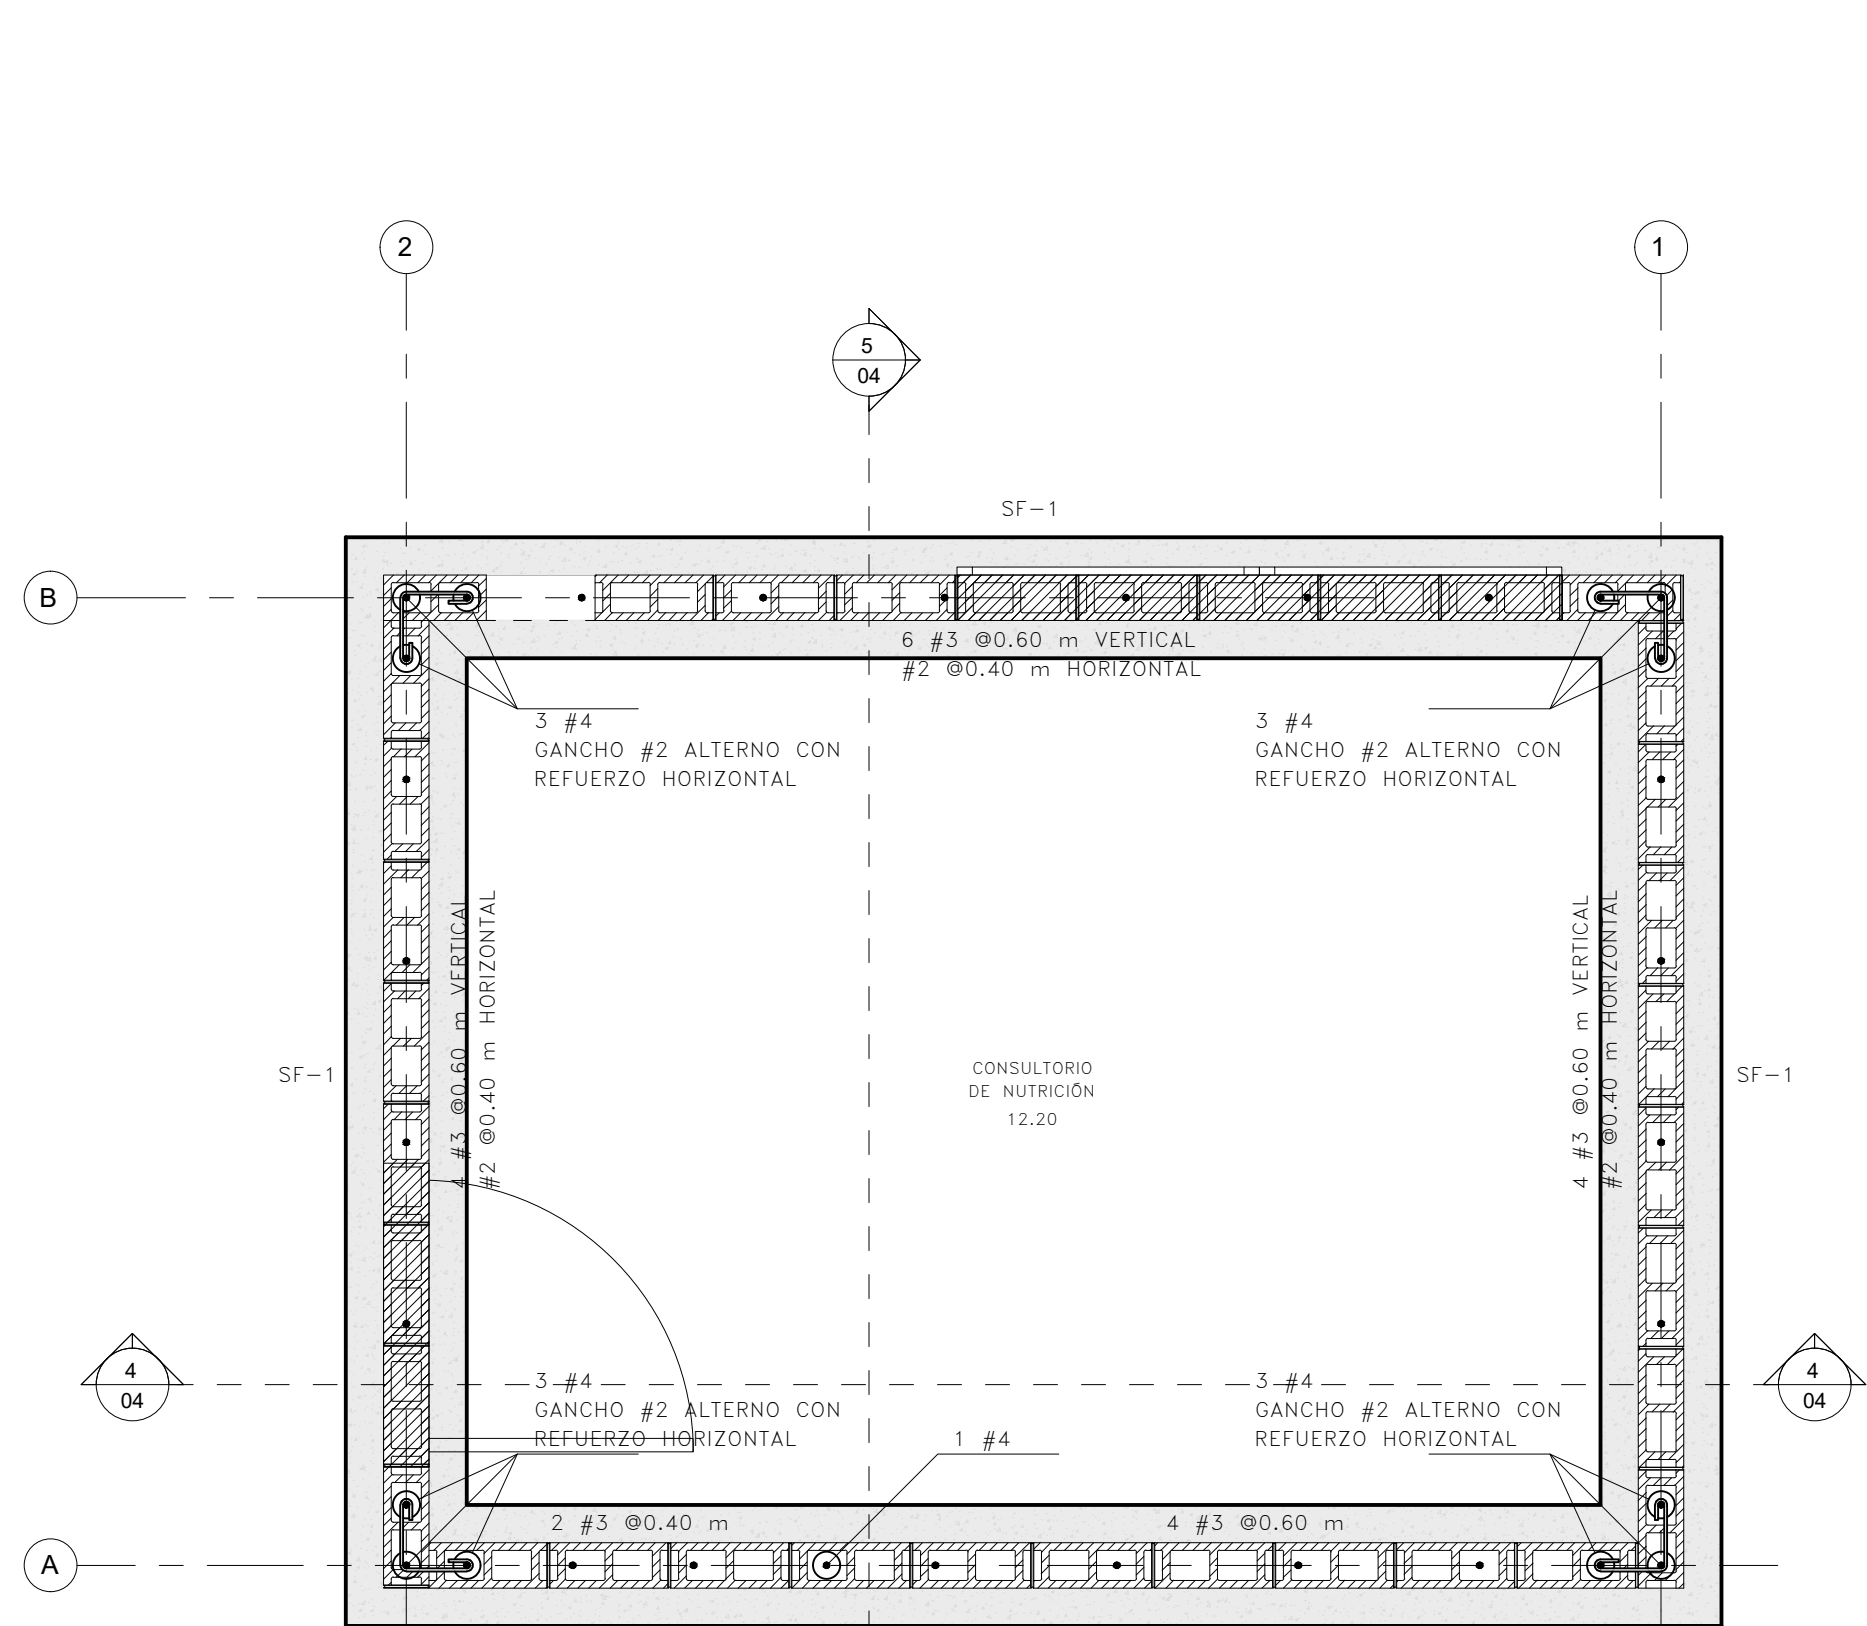 2
1
5
04
SF-1
B
6 #3 @0.60 m VERTICAL
#2 @0.40 m HORIZONTAL
3 #4
GANCHO #2 ALTERNO CON
REFUERZO HORIZONTAL
3 #4
GANCHO #2 ALTERNO CON
REFUERZO HORIZONTAL
4 #3 @0.60 m VERTICAL
#2 @0.40 m HORIZONTAL
4 #3 @0.60 m VERTICAL
#2 @0.40 m HORIZONTAL
SF-1
CONSULTORIO
DE NUTRICIÓN
12.20
SF-1
4
04
3 #4
GANCHO #2 ALTERNO CON
REFUERZO HORIZONTAL
1 #4
3 #4
GANCHO #2 ALTERNO CON
REFUERZO HORIZONTAL
4
04
2 #3 @0.40 m
4 #3 @0.60 m
A